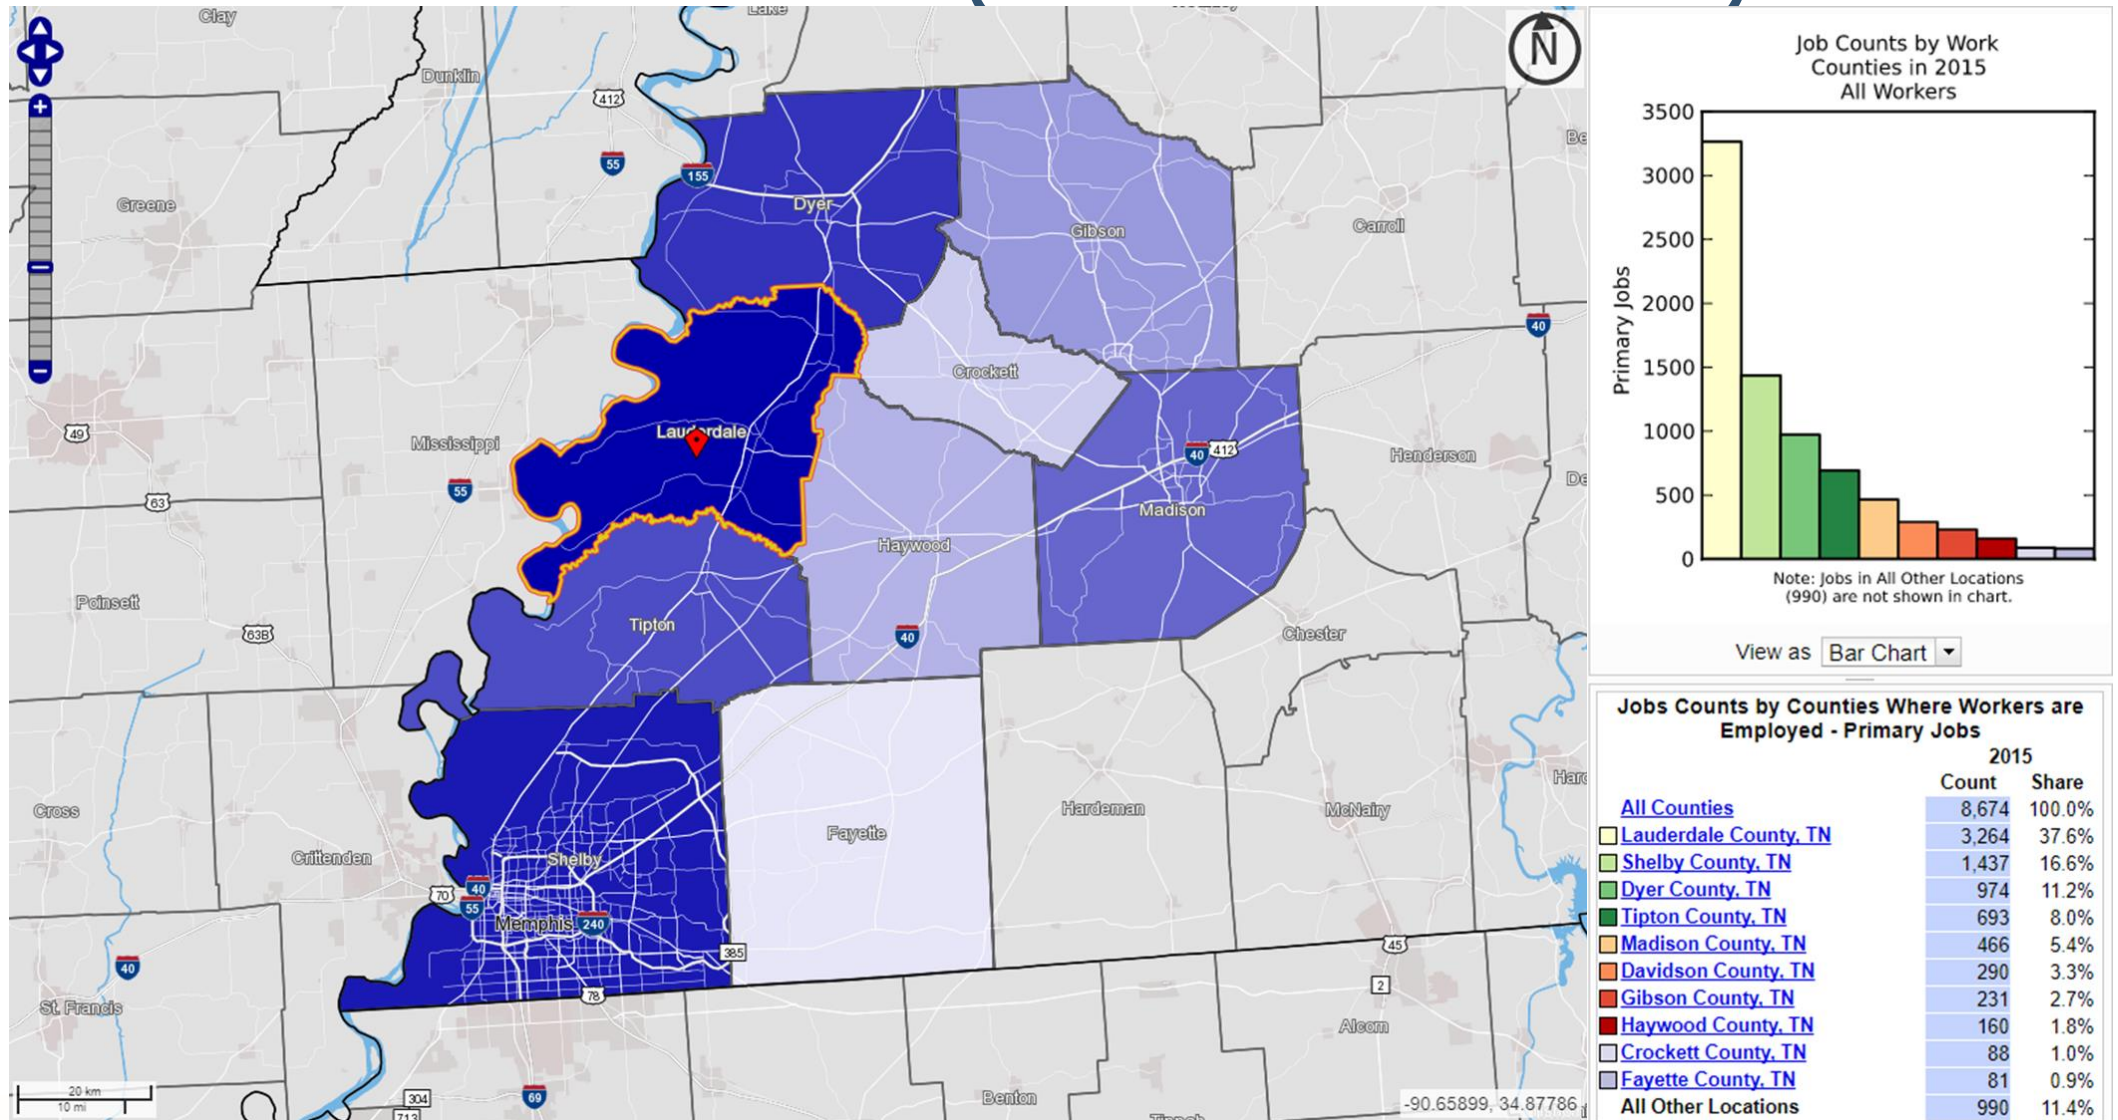 Clay
Lake
Dunklin
412
N
55
155
Be
Greene
Dyer
Gibson
Carroll
40
Crockett
49
Mississippi
Lauderdale
40
412
Henderson
55
De
63
Madison
Haywood
Poinsett
Tipton
63B
40
Chester
Cross
Hardeman
McNairy
Hard
Fayette
Crittenden
Shelby
70
40
55
Memphis
240
385
45
40
78
2
St. Francis
Alcorn
20 km
10 mi
304
713
69
Benton
-90.65899, 34.87786
Job Counts by Work
Counties in 2015
All Workers
Primary Jobs
3500
3000
2500
2000
1500
1000
500
0
Note: Jobs in All Other Locations
(990) are not shown in chart.
View as Bar Chart
Jobs Counts by Counties Where Workers are
Employed - Primary Jobs
2015
Count Share
All Counties 8,674 100.0%
Lauderdale County, TN 3,264 37.6%
Shelby County, TN 1,437 16.6%
Dyer County, TN 974 11.2%
Tipton County, TN 693 8.0%
Madison County, TN 466 5.4%
Davidson County, TN 290 3.3%
Gibson County, TN 231 2.7%
Haywood County, TN 160 1.8%
Crockett County, TN 88 1.0%
Fayette County, TN 81 0.9%
All Other Locations 990 11.4%